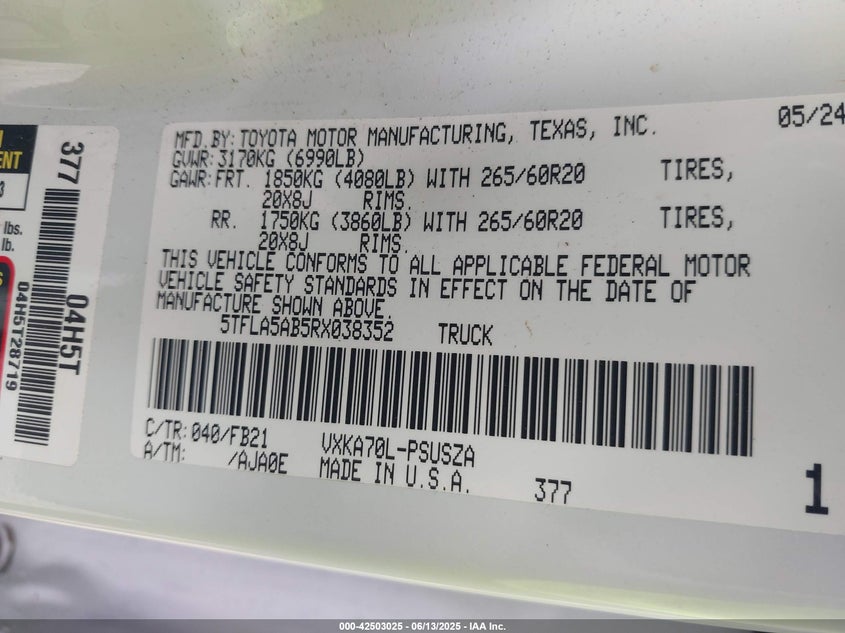 05/24
MFD.BY:TOYOTA MOTOR MANUFACTURING, TEXAS, INC.
GVWR:3170KG (6990LB)
GAWR:FRT. 1850KG (4080LB) WITH 265/60R20 TIRES,
20X8J RIMS.
RR. 1750KG (3860LB) WITH 265/60R20 TIRES,
20X8J RIMS.
THIS VEHICLE CONFORMS TO ALL APPLICABLE FEDERAL MOTOR
VEHICLE SAFETY STANDARDS IN EFFECT ON THE DATE OF
MANUFACTURE SHOWN ABOVE.
5TFLA5AB5RX038352 TRUCK
C/TR:040/FB21 VXKA70L-PSUSZA
A/TM: /AJA0E MADE IN U.S.A. 377
1
377
04H5T
04H5T28719
lbs.
lb.
000-42503025 | 06/13/2025 - IAA Inc.